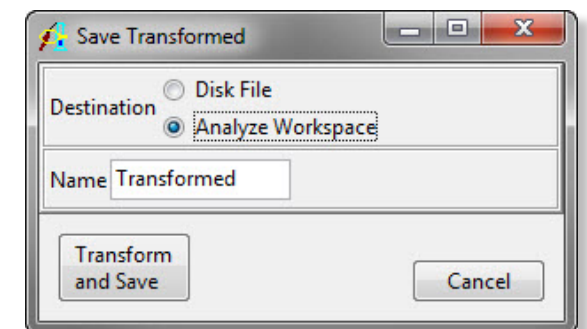 Save Transformed
Destination
Disk File
Analyze Workspace
Name Transformed
Transform
and Save
Cancel